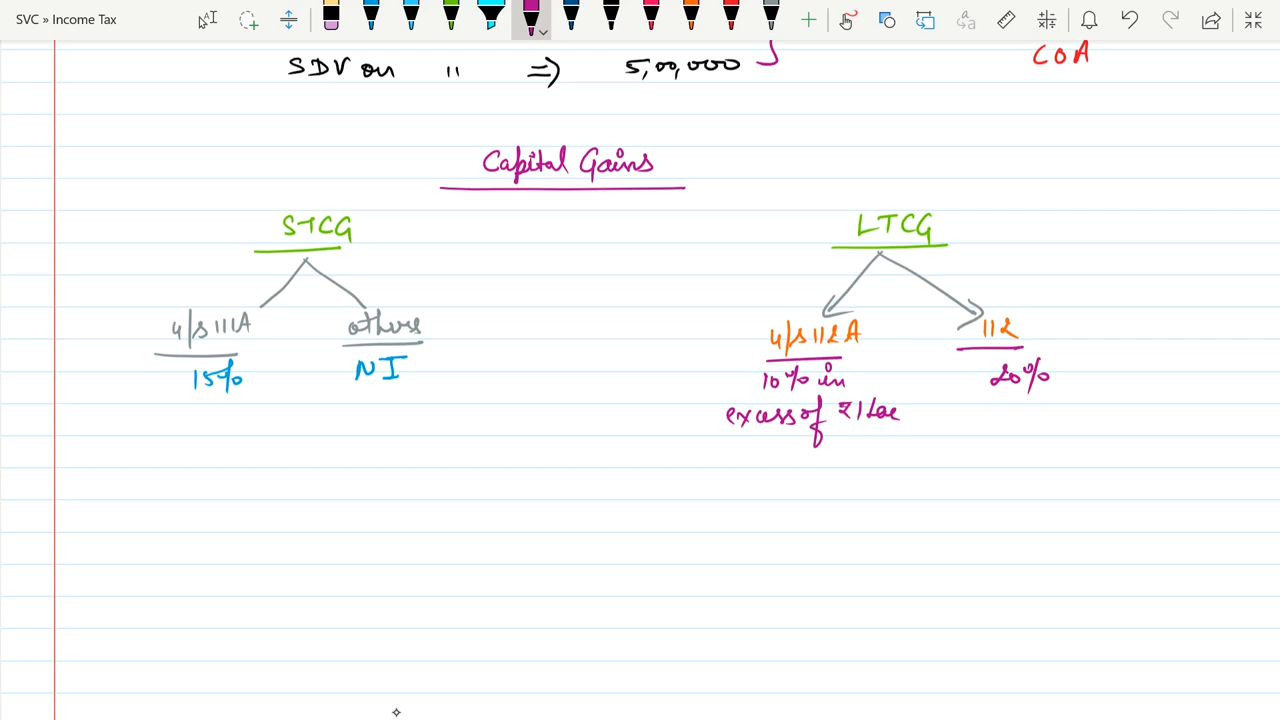 SVC » Income Tax
SDV on " ⇒ 5,00,000
COA
Capital Gains
STCG LTCG
u/s 111A others u/s 112A 112
15% NI 10% in 20%
excess of ₹1 Lac